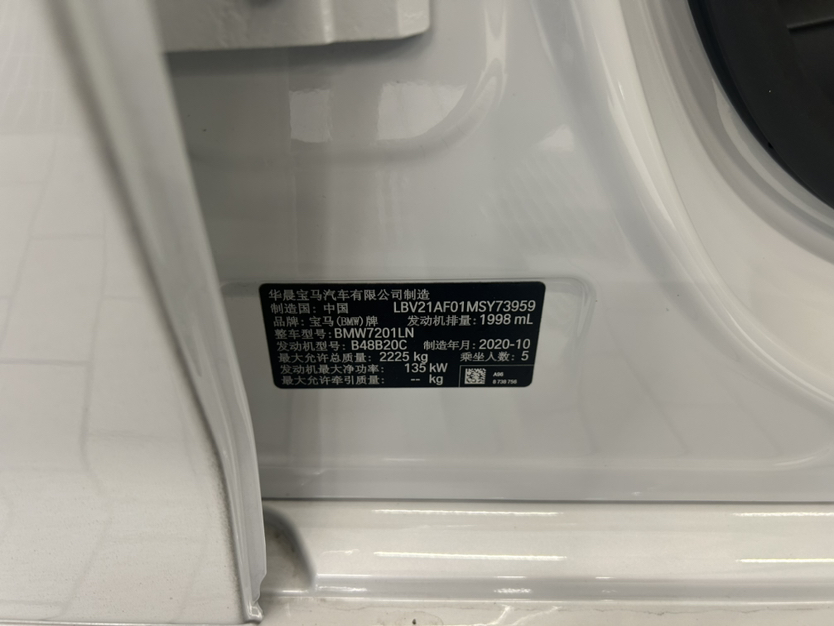 华晨宝马汽车有限公司制造
制造国: 中国 LBV21AF01MSY73959
品牌: 宝马(BMW)牌 发动机排量: 1998 mL
整车型号: BMW7201LN
发动机型号: B48B20C 制造年月: 2020-10
最大允许总质量: 2225 kg 乘坐人数: 5
发动机最大净功率: 135 kW
最大允许牵引质量: -- kg